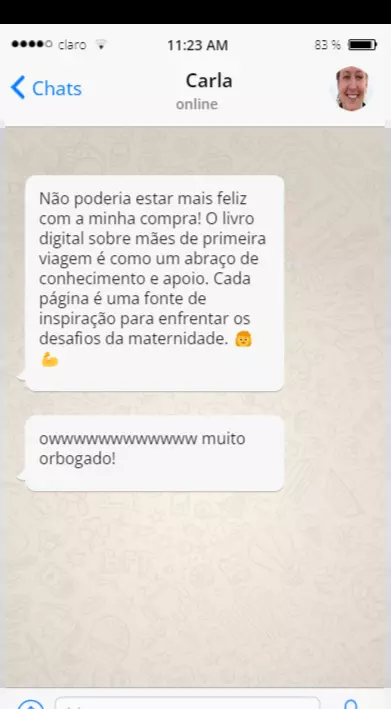 claro 11:23 AM 83 %
Chats Carla
online
Não poderia estar mais feliz
com a minha compra! O livro
digital sobre mães de primeira
viagem é como um abraço de
conhecimento e apoio. Cada
página é uma fonte de
inspiração para enfrentar os
desafios da maternidade. 👩
💪
owwwwwwwwwwww muito
orbogado!